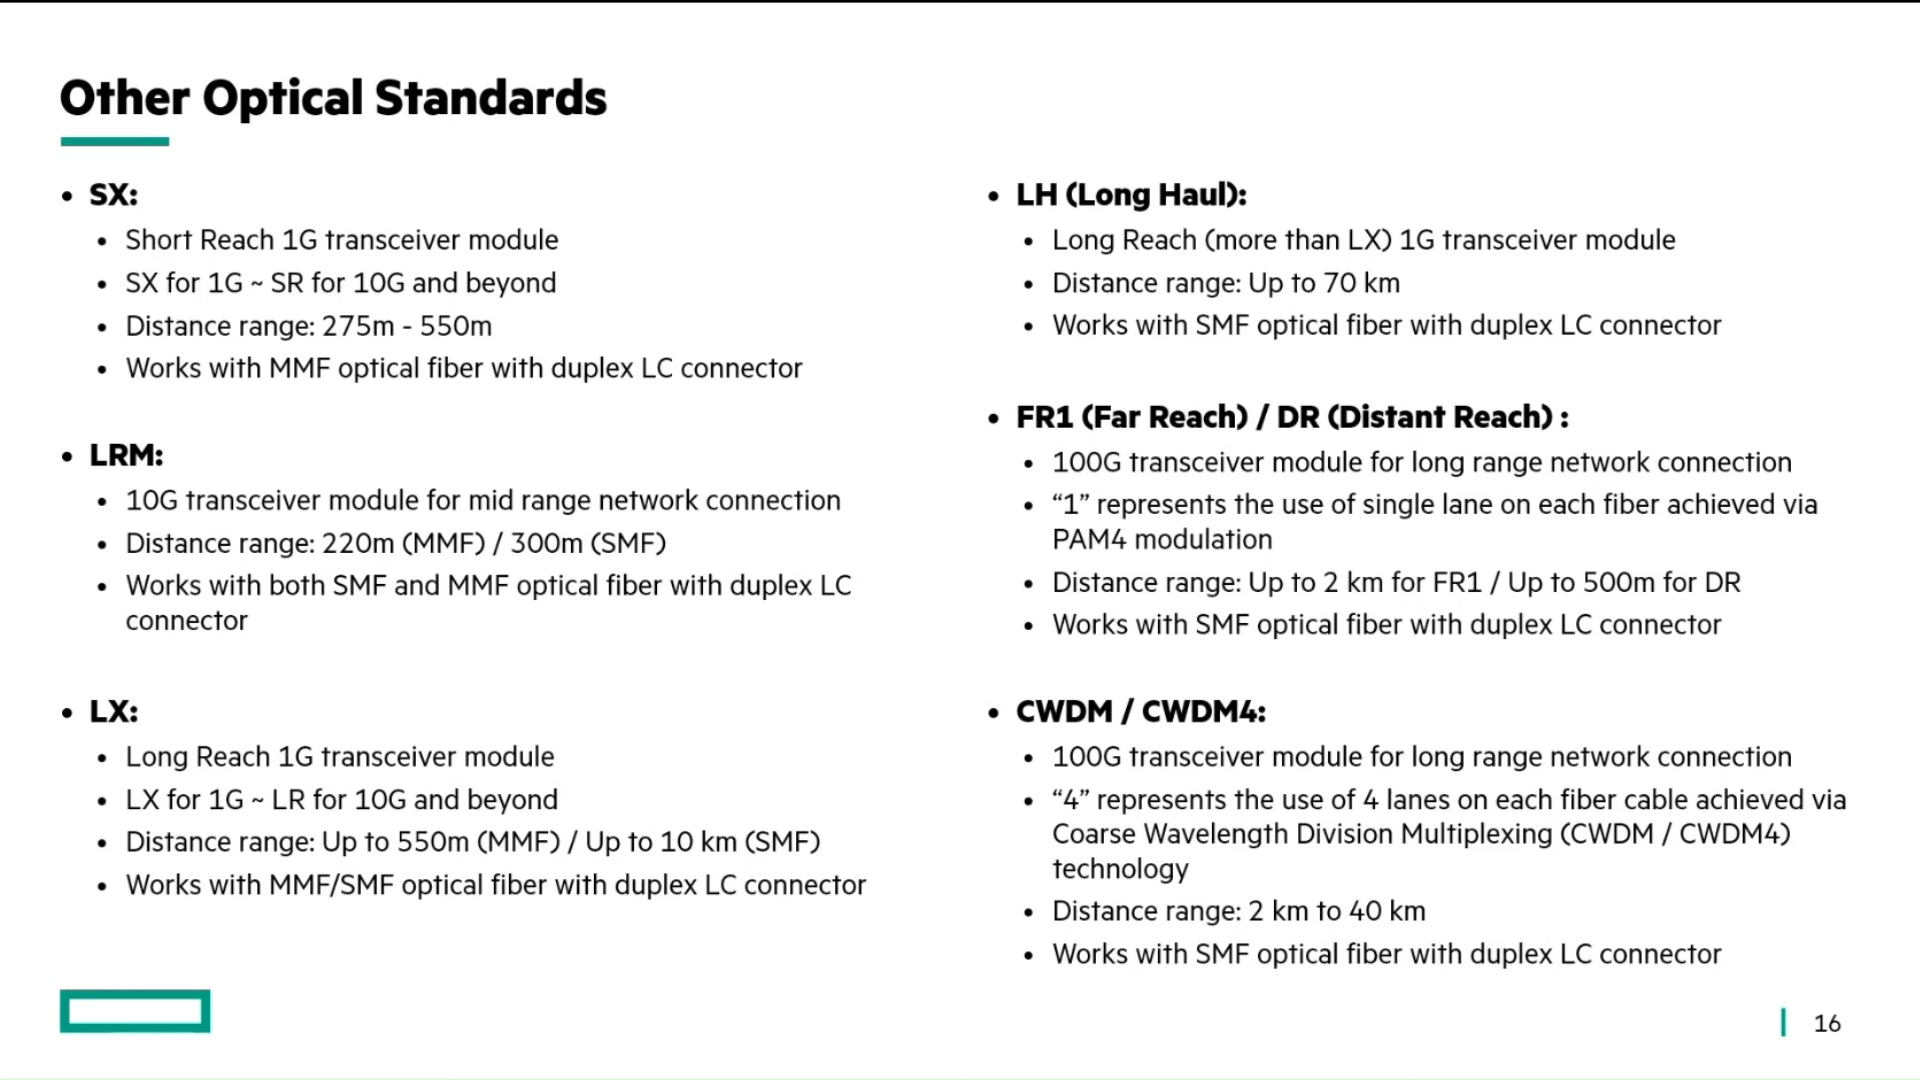 Other Optical Standards
• SX:
• Short Reach 1G transceiver module
• SX for 1G ~ SR for 10G and beyond
• Distance range: 275m - 550m
• Works with MMF optical fiber with duplex LC connector
• LRM:
• 10G transceiver module for mid range network connection
• Distance range: 220m (MMF) / 300m (SMF)
• Works with both SMF and MMF optical fiber with duplex LC
connector
• LX:
• Long Reach 1G transceiver module
• LX for 1G ~ LR for 10G and beyond
• Distance range: Up to 550m (MMF) / Up to 10 km (SMF)
• Works with MMF/SMF optical fiber with duplex LC connector
• LH (Long Haul):
• Long Reach (more than LX) 1G transceiver module
• Distance range: Up to 70 km
• Works with SMF optical fiber with duplex LC connector
• FR1 (Far Reach) / DR (Distant Reach) :
• 100G transceiver module for long range network connection
• “1” represents the use of single lane on each fiber achieved via
PAM4 modulation
• Distance range: Up to 2 km for FR1 / Up to 500m for DR
• Works with SMF optical fiber with duplex LC connector
• CWDM / CWDM4:
• 100G transceiver module for long range network connection
• “4” represents the use of 4 lanes on each fiber cable achieved via
Coarse Wavelength Division Multiplexing (CWDM / CWDM4)
technology
• Distance range: 2 km to 40 km
• Works with SMF optical fiber with duplex LC connector
16